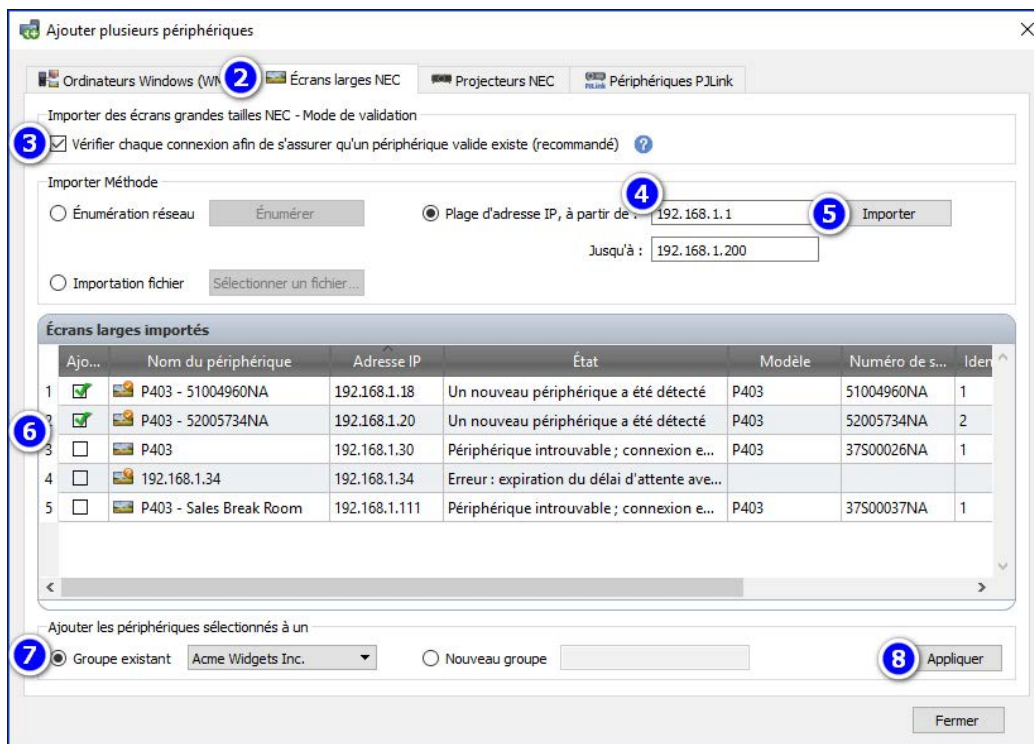 Ajouter plusieurs périphériques
Ordinateurs Windows (WM 2 Écrans larges NEC Projecteurs NEC PJLink Périphériques PJLink
Importer des écrans grandes tailles NEC - Mode de validation
3 Vérifier chaque connexion afin de s'assurer qu'un périphérique valide existe (recommandé) ?
Importer Méthode
4
Énumération réseau Énumérer Plage d'adresse IP, à partir de : 192.168.1.1 5 Importer
Jusqu'à : 192.168.1.200
Importation fichier Sélectionner un fichier...
Écrans larges importés
Ajo... Nom du périphérique Adresse IP État Modèle Numéro de s... Iden
1 P403 - 51004960NA 192.168.1.18 Un nouveau périphérique a été détecté P403 51004960NA 1
2 P403 - 52005734NA 192.168.1.20 Un nouveau périphérique a été détecté P403 52005734NA 2
6
3 P403 192.168.1.30 Périphérique introuvable ; connexion e... P403 37S00026NA 1
4 192.168.1.34 192.168.1.34 Erreur : expiration du délai d'attente ave...
5 P403 - Sales Break Room 192.168.1.111 Périphérique introuvable ; connexion e... P403 37S00037NA 1
Ajouter les périphériques sélectionnés à un
7 Groupe existant Acme Widgets Inc. Nouveau groupe 8 Appliquer
Fermer